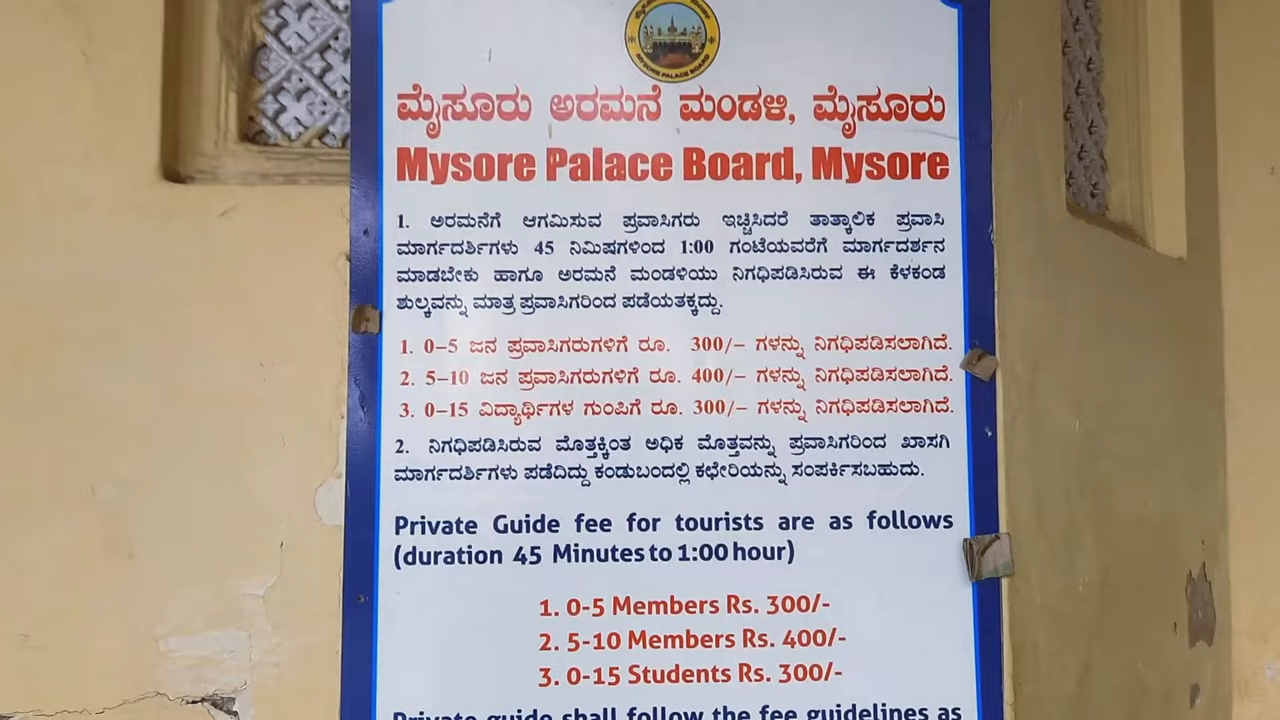 MYSORE PALACE BOARD
ಮೈಸೂರು ಅರಮನೆ ಮಂಡಳಿ, ಮೈಸೂರು
Mysore Palace Board, Mysore
1. ಅರಮನೆಗೆ ಆಗಮಿಸುವ ಪ್ರವಾಸಿಗರು ಇಚ್ಚಿಸಿದರೆ ತಾತ್ಕಾಲಿಕ ಪ್ರವಾಸಿ
ಮಾರ್ಗದರ್ಶಿಗಳು 45 ನಿಮಿಷಗಳಿಂದ 1:00 ಗಂಟೆಯವರೆಗೆ ಮಾರ್ಗದರ್ಶನ
ಮಾಡಬೇಕು ಹಾಗೂ ಅರಮನೆ ಮಂಡಳಿಯು ನಿಗಧಿಪಡಿಸಿರುವ ಈ ಕೆಳಕಂಡ
ಶುಲ್ಕವನ್ನು ಮಾತ್ರ ಪ್ರವಾಸಿಗರಿಂದ ಪಡೆಯತಕ್ಕದ್ದು.
1. 0–5 ಜನ ಪ್ರವಾಸಿಗರುಗಳಿಗೆ ರೂ. 300/– ಗಳನ್ನು ನಿಗಧಿಪಡಿಸಲಾಗಿದೆ.
2. 5–10 ಜನ ಪ್ರವಾಸಿಗರುಗಳಿಗೆ ರೂ. 400/– ಗಳನ್ನು ನಿಗಧಿಪಡಿಸಲಾಗಿದೆ.
3. 0–15 ವಿದ್ಯಾರ್ಥಿಗಳ ಗುಂಪಿಗೆ ರೂ. 300/– ಗಳನ್ನು ನಿಗಧಿಪಡಿಸಲಾಗಿದೆ.
2. ನಿಗಧಿಪಡಿಸಿರುವ ಮೊತ್ತಕ್ಕಿಂತ ಅಧಿಕ ಮೊತ್ತವನ್ನು ಪ್ರವಾಸಿಗರಿಂದ ಖಾಸಗಿ
ಮಾರ್ಗದರ್ಶಿಗಳು ಪಡೆದಿದ್ದು ಕಂಡುಬಂದಲ್ಲಿ ಕಛೇರಿಯನ್ನು ಸಂಪರ್ಕಿಸಬಹುದು.
Private Guide fee for tourists are as follows
(duration 45 Minutes to 1:00 hour)
1. 0-5 Members Rs. 300/-
2. 5-10 Members Rs. 400/-
3. 0-15 Students Rs. 300/-
Private guide shall follow the fee guidelines as